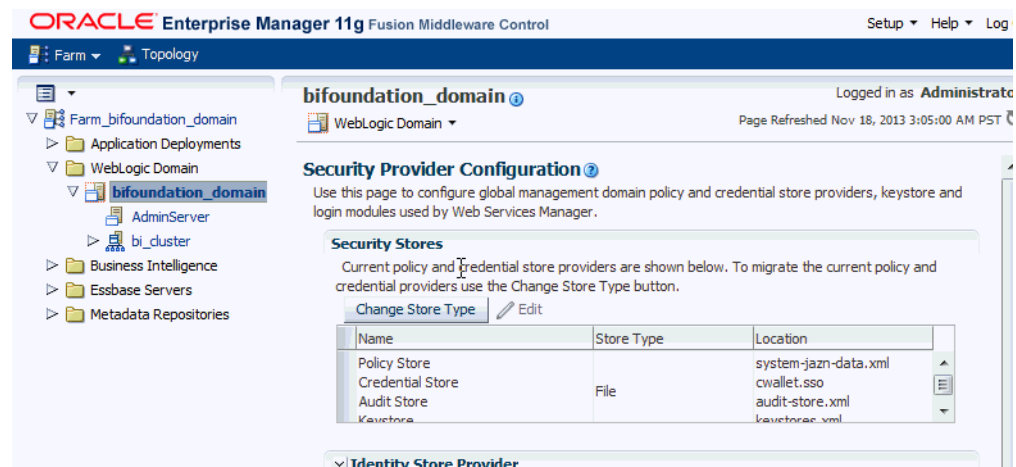 ORACLE Enterprise Manager 11g Fusion Middleware Control
Setup Help Log
Farm Topology
Farm_bifoundation_domain
Application Deployments
WebLogic Domain
bifoundation_domain
AdminServer
bi_cluster
Business Intelligence
Essbase Servers
Metadata Repositories
bifoundation_domain
Logged in as Administrato
WebLogic Domain
Page Refreshed Nov 18, 2013 3:05:00 AM PST
Security Provider Configuration
Use this page to configure global management domain policy and credential store providers, keystore and
login modules used by Web Services Manager.
Security Stores
Current policy and credential store providers are shown below. To migrate the current policy and
credential providers use the Change Store Type button.
Change Store Type Edit
Name Store Type Location
Policy Store system-jazn-data.xml
Credential Store cwallet.sso
File
Audit Store audit-store.xml
Keystore keystores.xml
Identity Store Provider